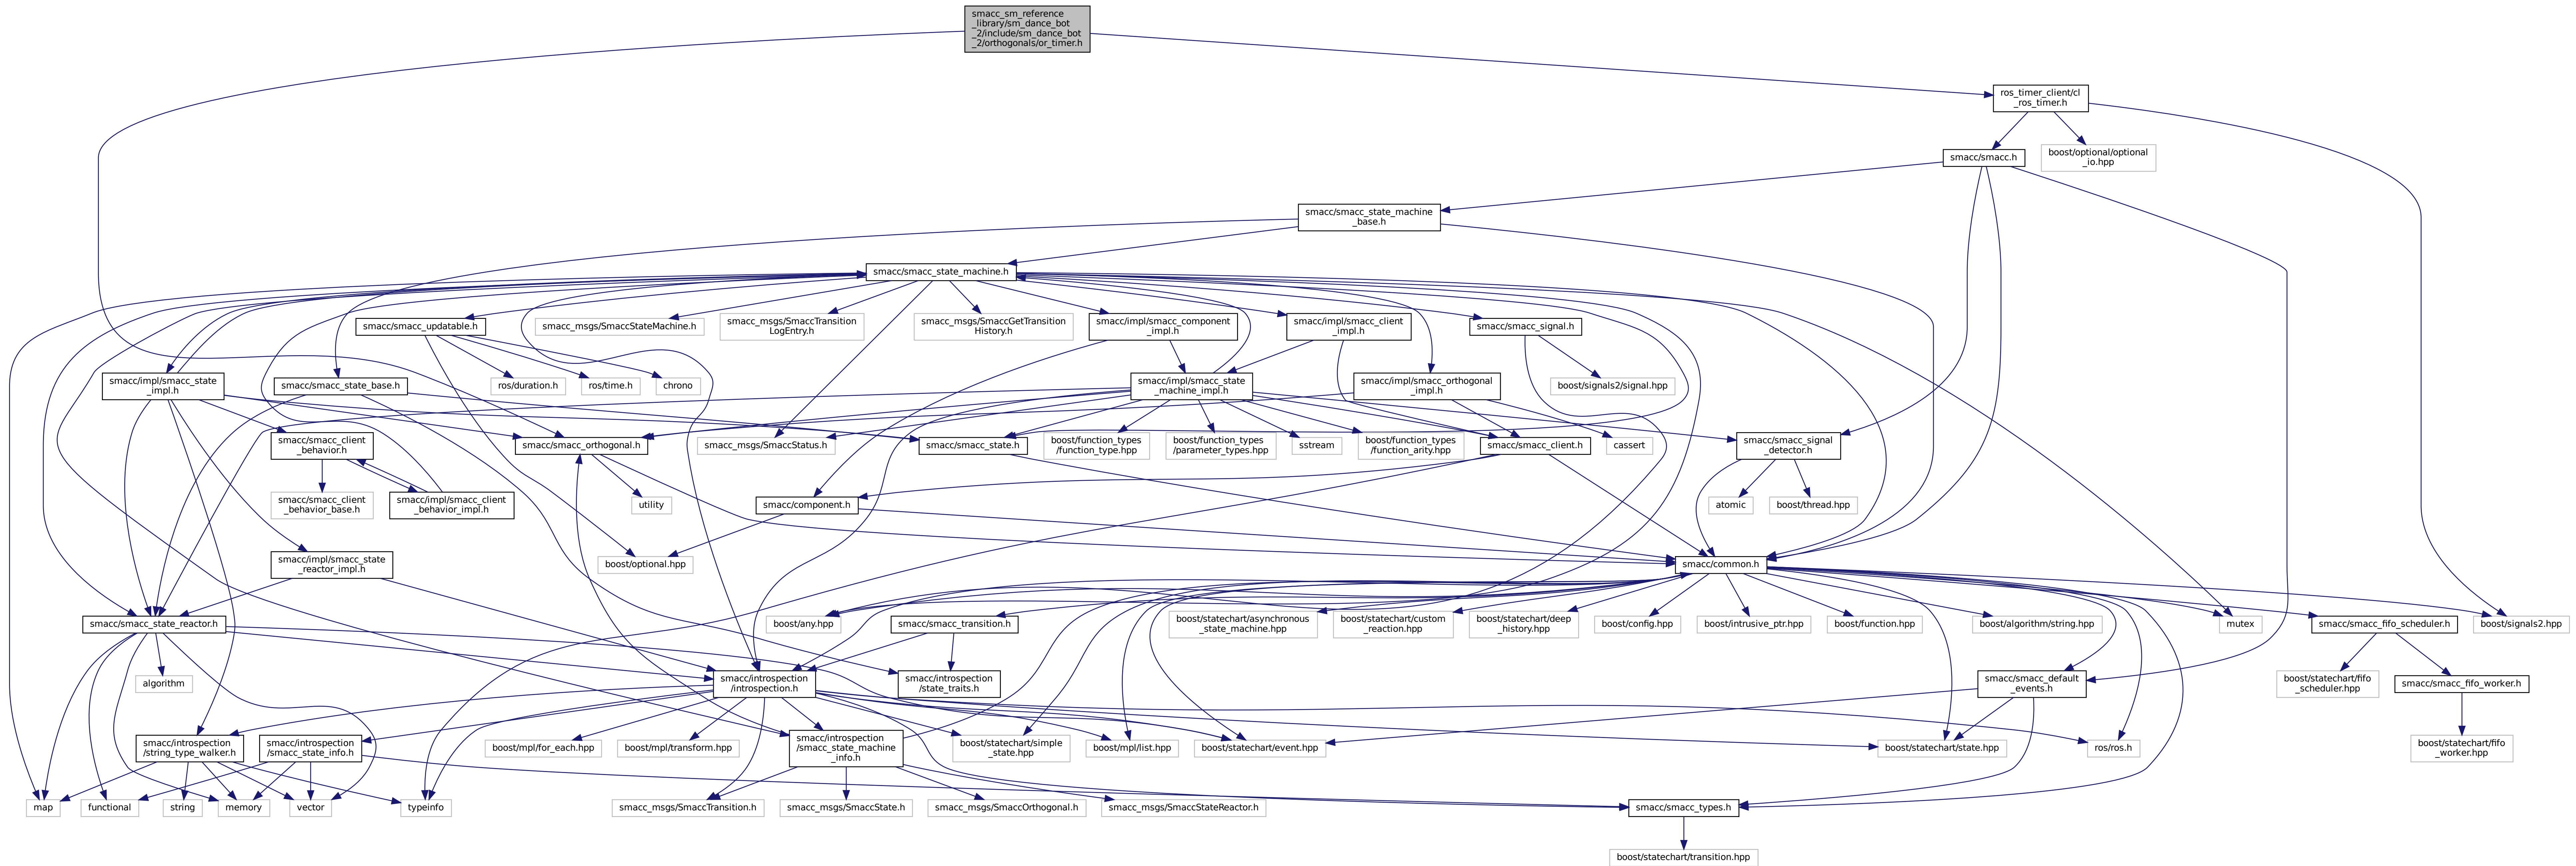 smacc_sm_reference
_library/sm_dance_bot
_2/include/sm_dance_bot
_2/orthogonals/or_timer.h
ros_timer_client/cl
_ros_timer.h
smacc/smacc.h
boost/optional/optional
_io.hpp
smacc/smacc_state_machine
_base.h
smacc/smacc_state_machine.h
smacc/smacc_updatable.h
smacc_msgs/SmaccStateMachine.h
smacc_msgs/SmaccTransition
LogEntry.h
smacc_msgs/SmaccGetTransition
History.h
smacc/impl/smacc_component
_impl.h
smacc/impl/smacc_client
_impl.h
smacc/smacc_signal.h
smacc/impl/smacc_state
_impl.h
smacc/smacc_state_base.h
ros/duration.h
ros/time.h
chrono
smacc/impl/smacc_state
_machine_impl.h
smacc/impl/smacc_orthogonal
_impl.h
boost/signals2/signal.hpp
smacc/smacc_client
_behavior.h
smacc/smacc_orthogonal.h
smacc_msgs/SmaccStatus.h
smacc/smacc_state.h
boost/function_types
/function_type.hpp
boost/function_types
/parameter_types.hpp
sstream
boost/function_types
/function_arity.hpp
smacc/smacc_client.h
cassert
smacc/smacc_signal
_detector.h
smacc/smacc_client
_behavior_base.h
smacc/impl/smacc_client
_behavior_impl.h
utility
smacc/component.h
atomic
boost/thread.hpp
smacc/impl/smacc_state
_reactor_impl.h
boost/optional.hpp
smacc/common.h
smacc/smacc_state_reactor.h
boost/any.hpp
smacc/smacc_transition.h
boost/statechart/asynchronous
_state_machine.hpp
boost/statechart/custom
_reaction.hpp
boost/statechart/deep
_history.hpp
boost/config.hpp
boost/intrusive_ptr.hpp
boost/function.hpp
boost/algorithm/string.hpp
mutex
smacc/smacc_fifo_scheduler.h
boost/signals2.hpp
algorithm
smacc/introspection
/introspection.h
smacc/introspection
/state_traits.h
smacc/smacc_default
_events.h
boost/statechart/fifo
_scheduler.hpp
smacc/smacc_fifo_worker.h
smacc/introspection
/string_type_walker.h
smacc/introspection
/smacc_state_info.h
boost/mpl/for_each.hpp
boost/mpl/transform.hpp
smacc/introspection
/smacc_state_machine
_info.h
boost/statechart/simple
_state.hpp
boost/mpl/list.hpp
boost/statechart/event.hpp
boost/statechart/state.hpp
ros/ros.h
boost/statechart/fifo
_worker.hpp
map
functional
string
memory
vector
typeinfo
smacc_msgs/SmaccTransition.h
smacc_msgs/SmaccState.h
smacc_msgs/SmaccOrthogonal.h
smacc_msgs/SmaccStateReactor.h
smacc/smacc_types.h
boost/statechart/transition.hpp